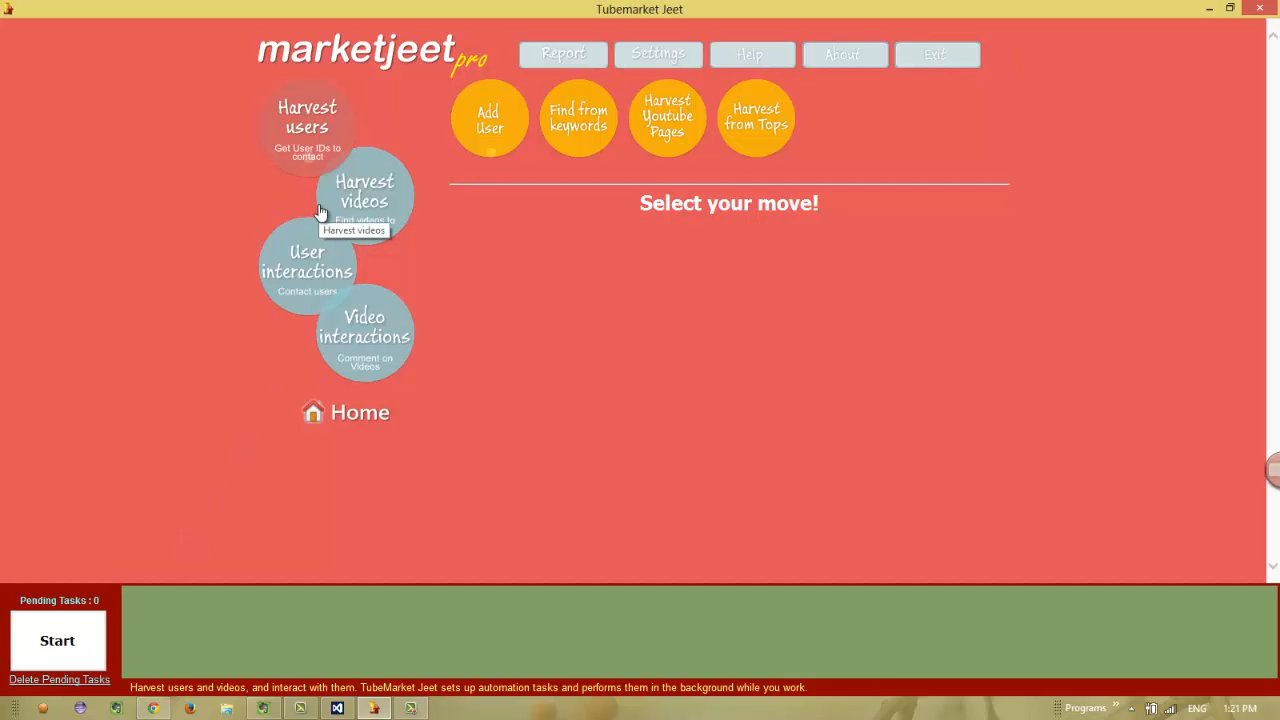 Tubemarket Jeet
marketjeet pro
Report
Settings
Help
About
Exit
Harvest
users
Get User IDs to
contact
Harvest
videos
Find videos to
Harvest videos
User
interactions
Contact users
Video
interactions
Comment on
Videos
Home
Add
User
Find from
keywords
Harvest
Youtube
Pages
Harvest
from Tops
Select your move!
Pending Tasks : 0
Start
Delete Pending Tasks
Harvest users and videos, and interact with them. TubeMarket Jeet sets up automation tasks and performs them in the background while you work.
Programs
ENG
1:21 PM